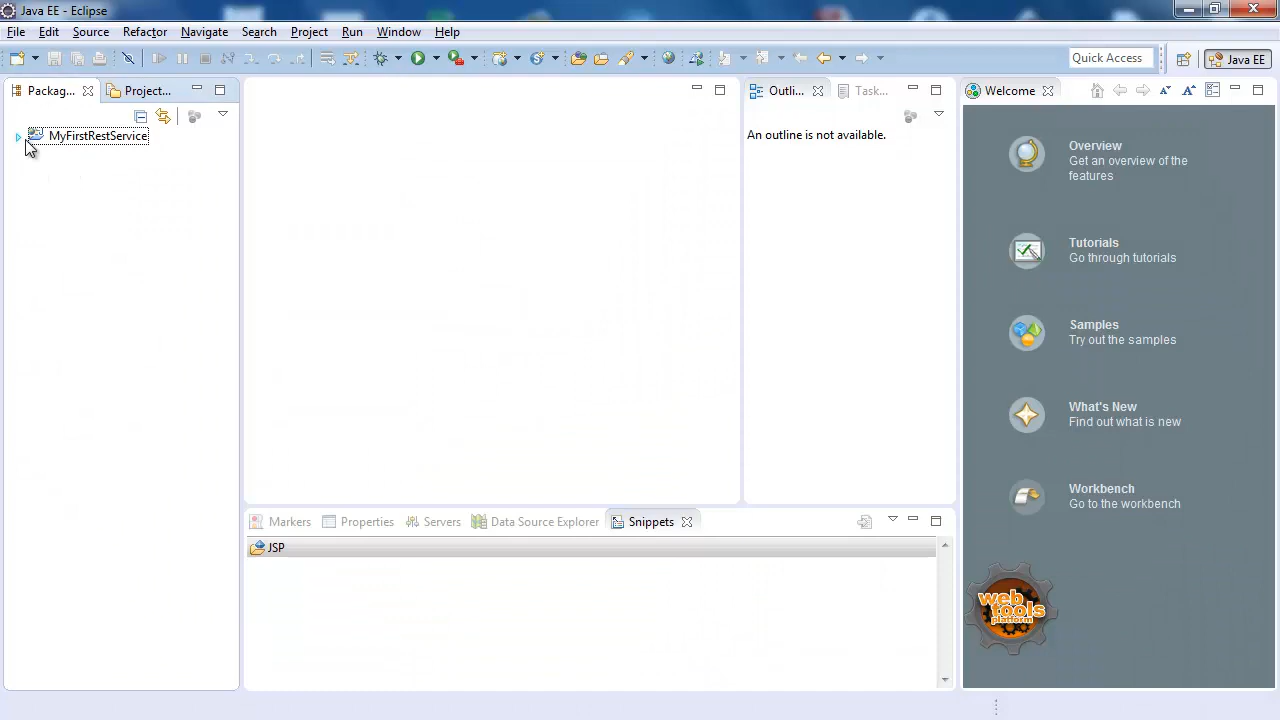 Java EE - Eclipse
File Edit Source Refactor Navigate Search Project Run Window Help
Quick Access
Java EE
Packag...
Project...
MyFirstRestService
Outli...
Task...
An outline is not available.
Welcome
Overview
Get an overview of the
features
Tutorials
Go through tutorials
Samples
Try out the samples
What's New
Find out what is new
Workbench
Go to the workbench
web
tools
platform
Markers Properties Servers Data Source Explorer Snippets
JSP